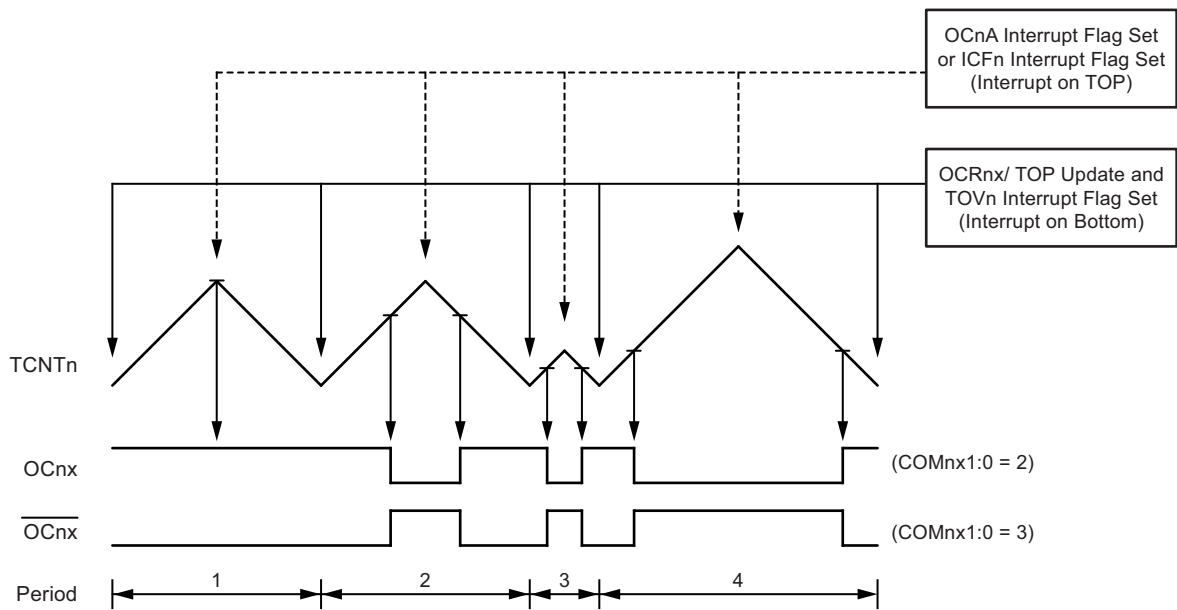 OCnA Interrupt Flag Set
or ICFn Interrupt Flag Set
(Interrupt on TOP)
OCRnx/ TOP Update and
TOVn Interrupt Flag Set
(Interrupt on Bottom)
TCNTn
OCnx
(COMnx1:0 = 2)
OCnx
(COMnx1:0 = 3)
Period
1
2
3
4